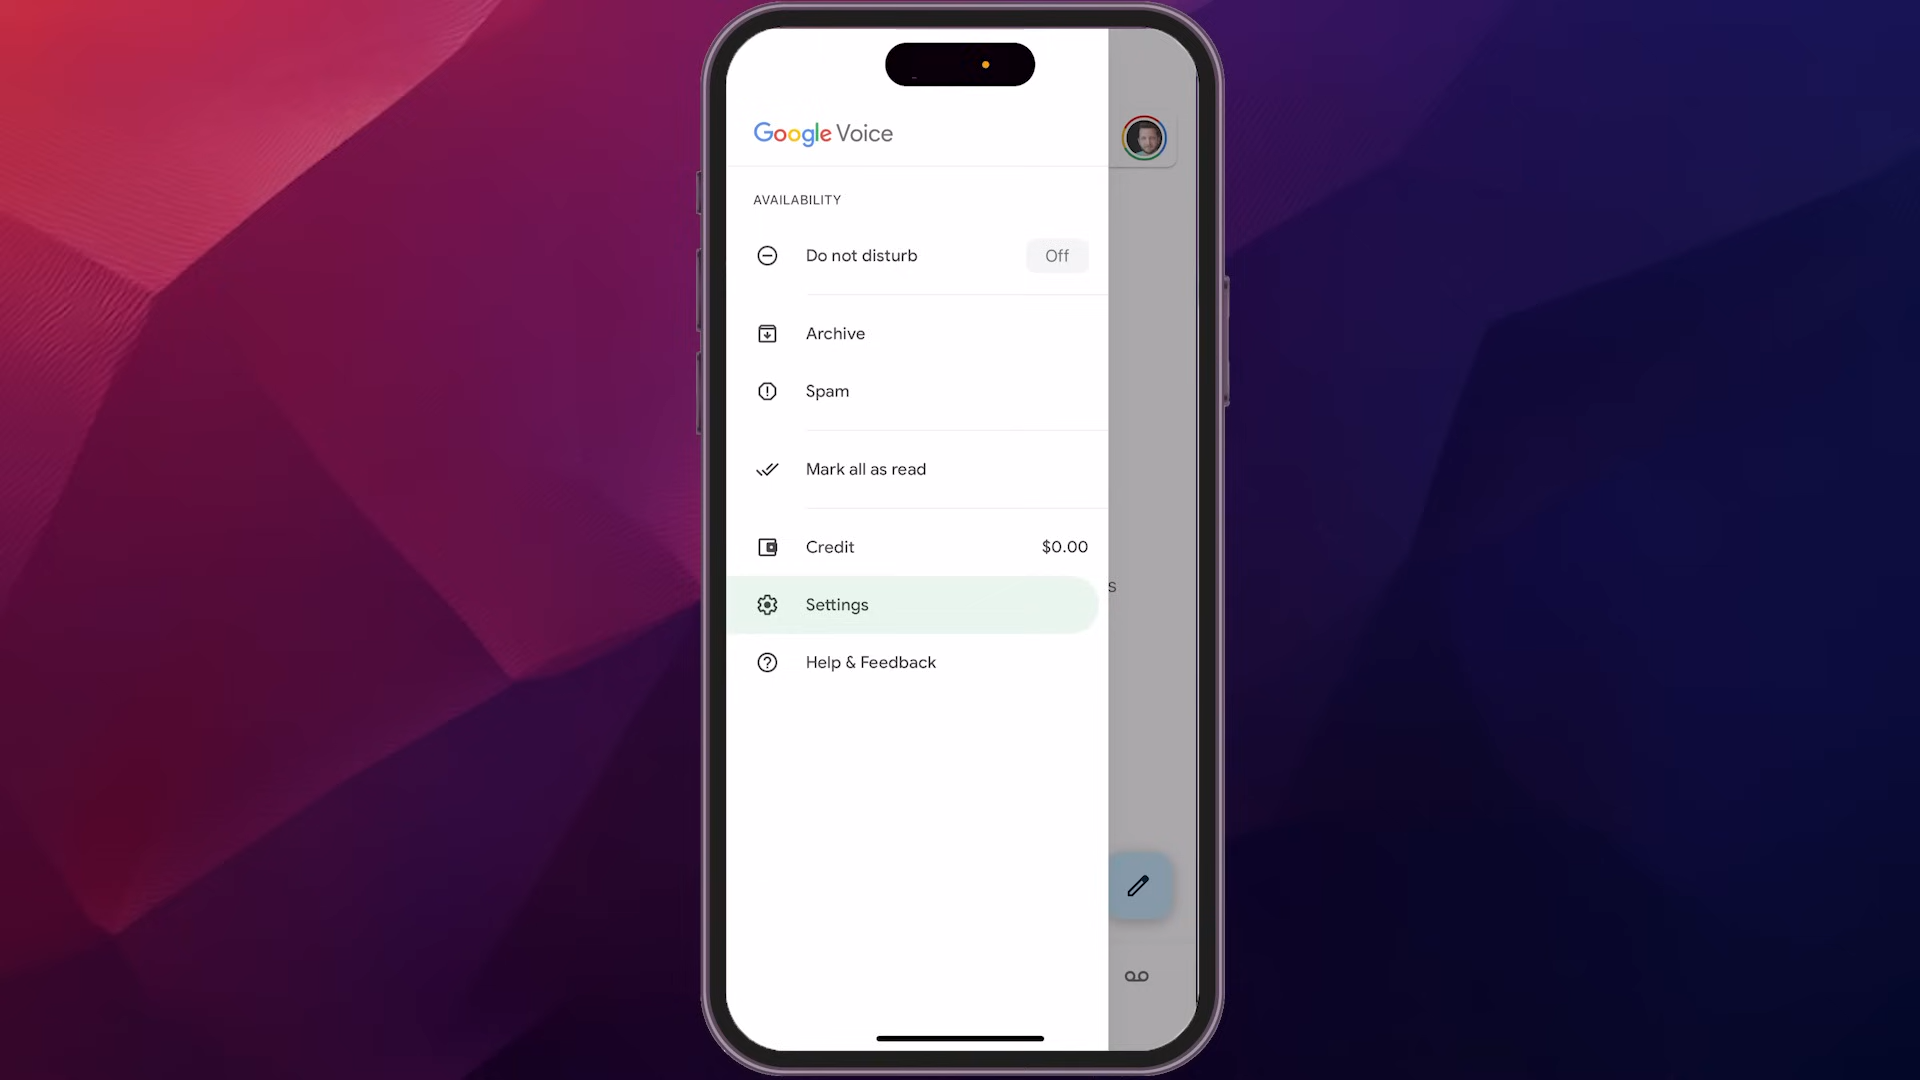 Google Voice
AVAILABILITY
Do not disturb Off
Archive
Spam
Mark all as read
Credit $0.00
s
Settings
Help & Feedback